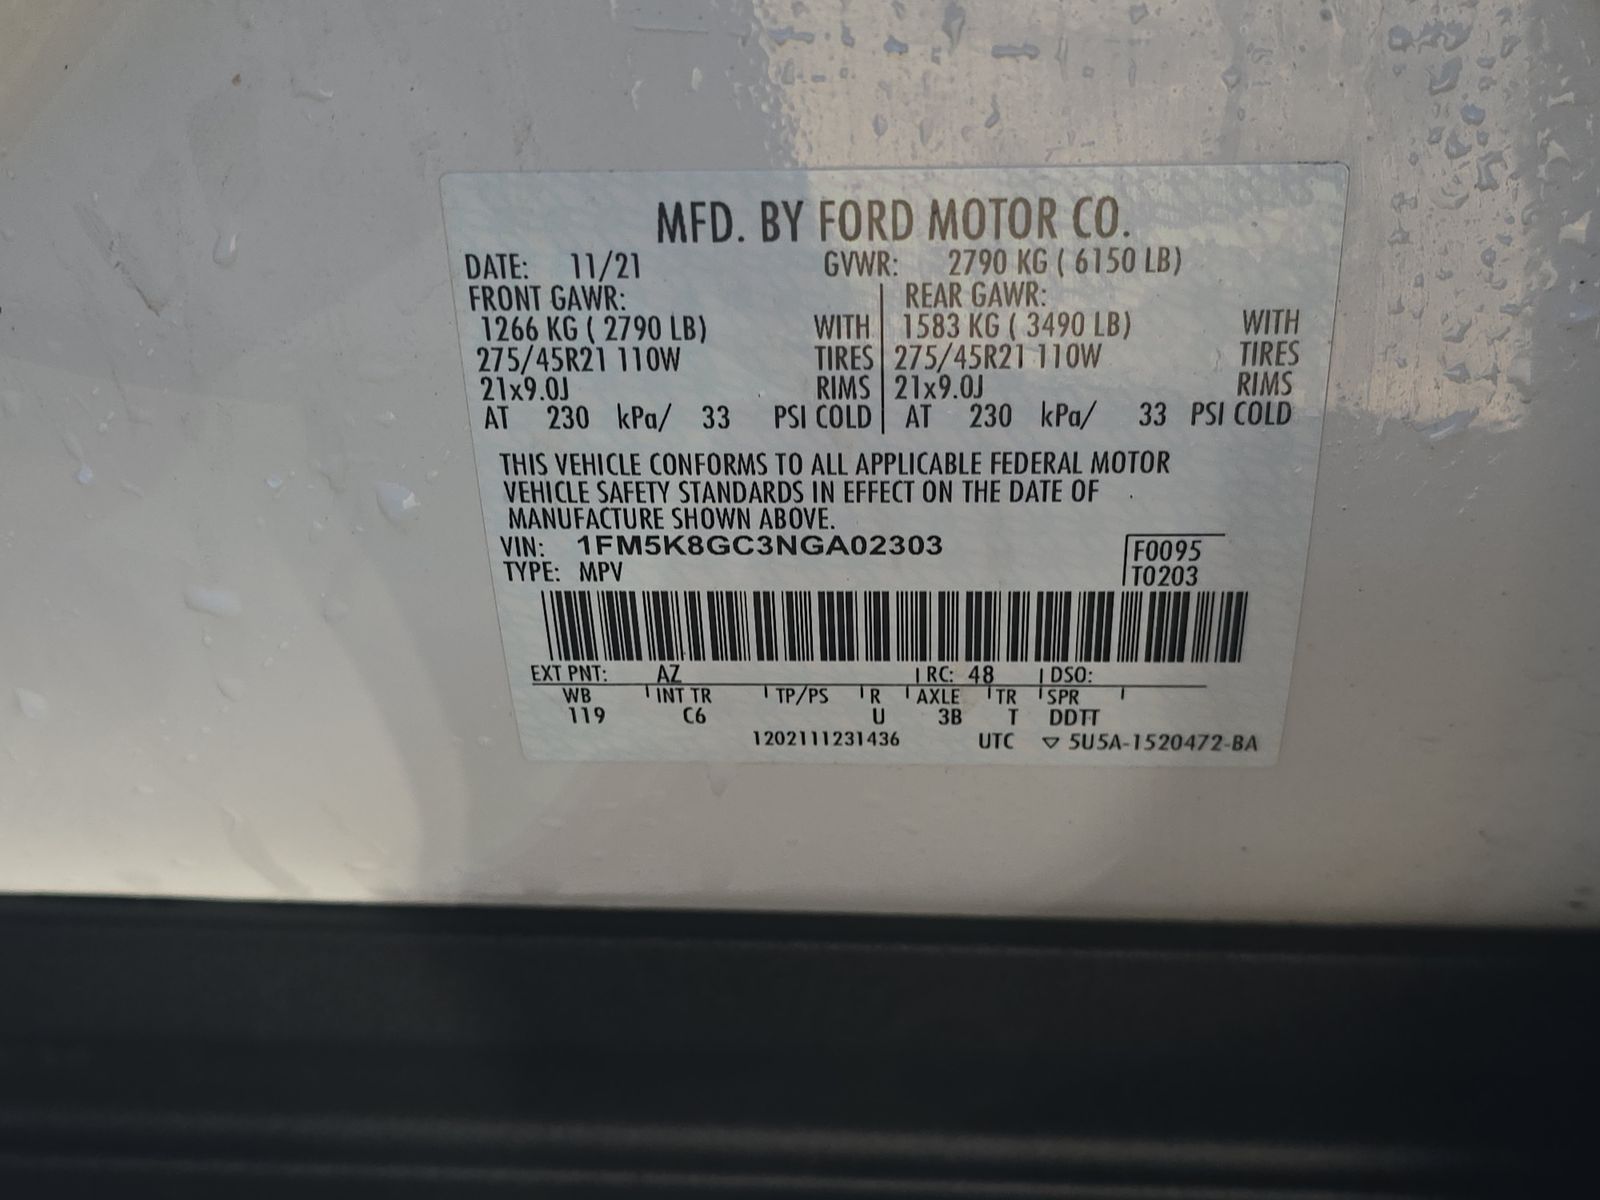 MFD. BY FORD MOTOR CO.
DATE: 11/21 GVWR: 2790 KG ( 6150 LB)
FRONT GAWR: REAR GAWR:
1266 KG ( 2790 LB) WITH 1583 KG ( 3490 LB) WITH
275/45R21 110W TIRES 275/45R21 110W TIRES
21x9.0J RIMS 21x9.0J RIMS
AT 230 kPa/ 33 PSI COLD AT 230 kPa/ 33 PSI COLD
THIS VEHICLE CONFORMS TO ALL APPLICABLE FEDERAL MOTOR
VEHICLE SAFETY STANDARDS IN EFFECT ON THE DATE OF
MANUFACTURE SHOWN ABOVE.
VIN: 1FM5K8GC3NGA02303 F0095
TYPE: MPV T0203
EXT PNT: AZ RC: 48 DSO:
WB INT TR TP/PS R AXLE TR SPR
119 C6 U 3B T DDTT
1202111231436 UTC ▽ 5U5A-1520472-BA